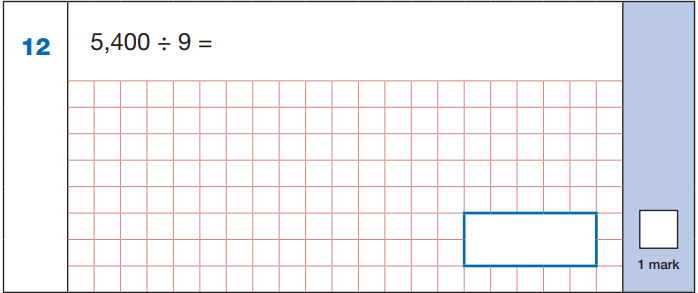 12
5,400 ÷ 9 =
1 mark